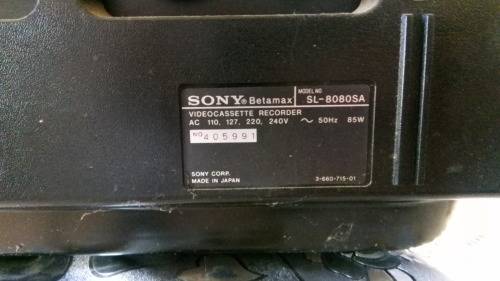 SONY® Betamax
MODEL NO
SL-8080SA
VIDEOCASSETTE RECORDER
AC 110, 127, 220, 240V ~ 50Hz 85W
NO 405991
SONY CORP.
MADE IN JAPAN
3-660-715-01